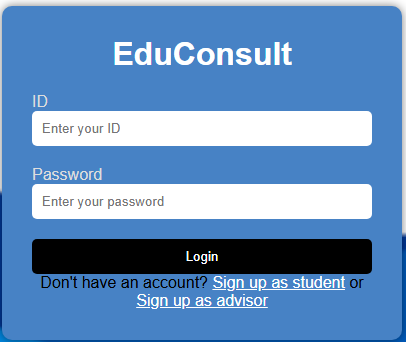 EduConsult
ID
Enter your ID
Password
Enter your password
Login
Don't have an account? Sign up as student or
Sign up as advisor